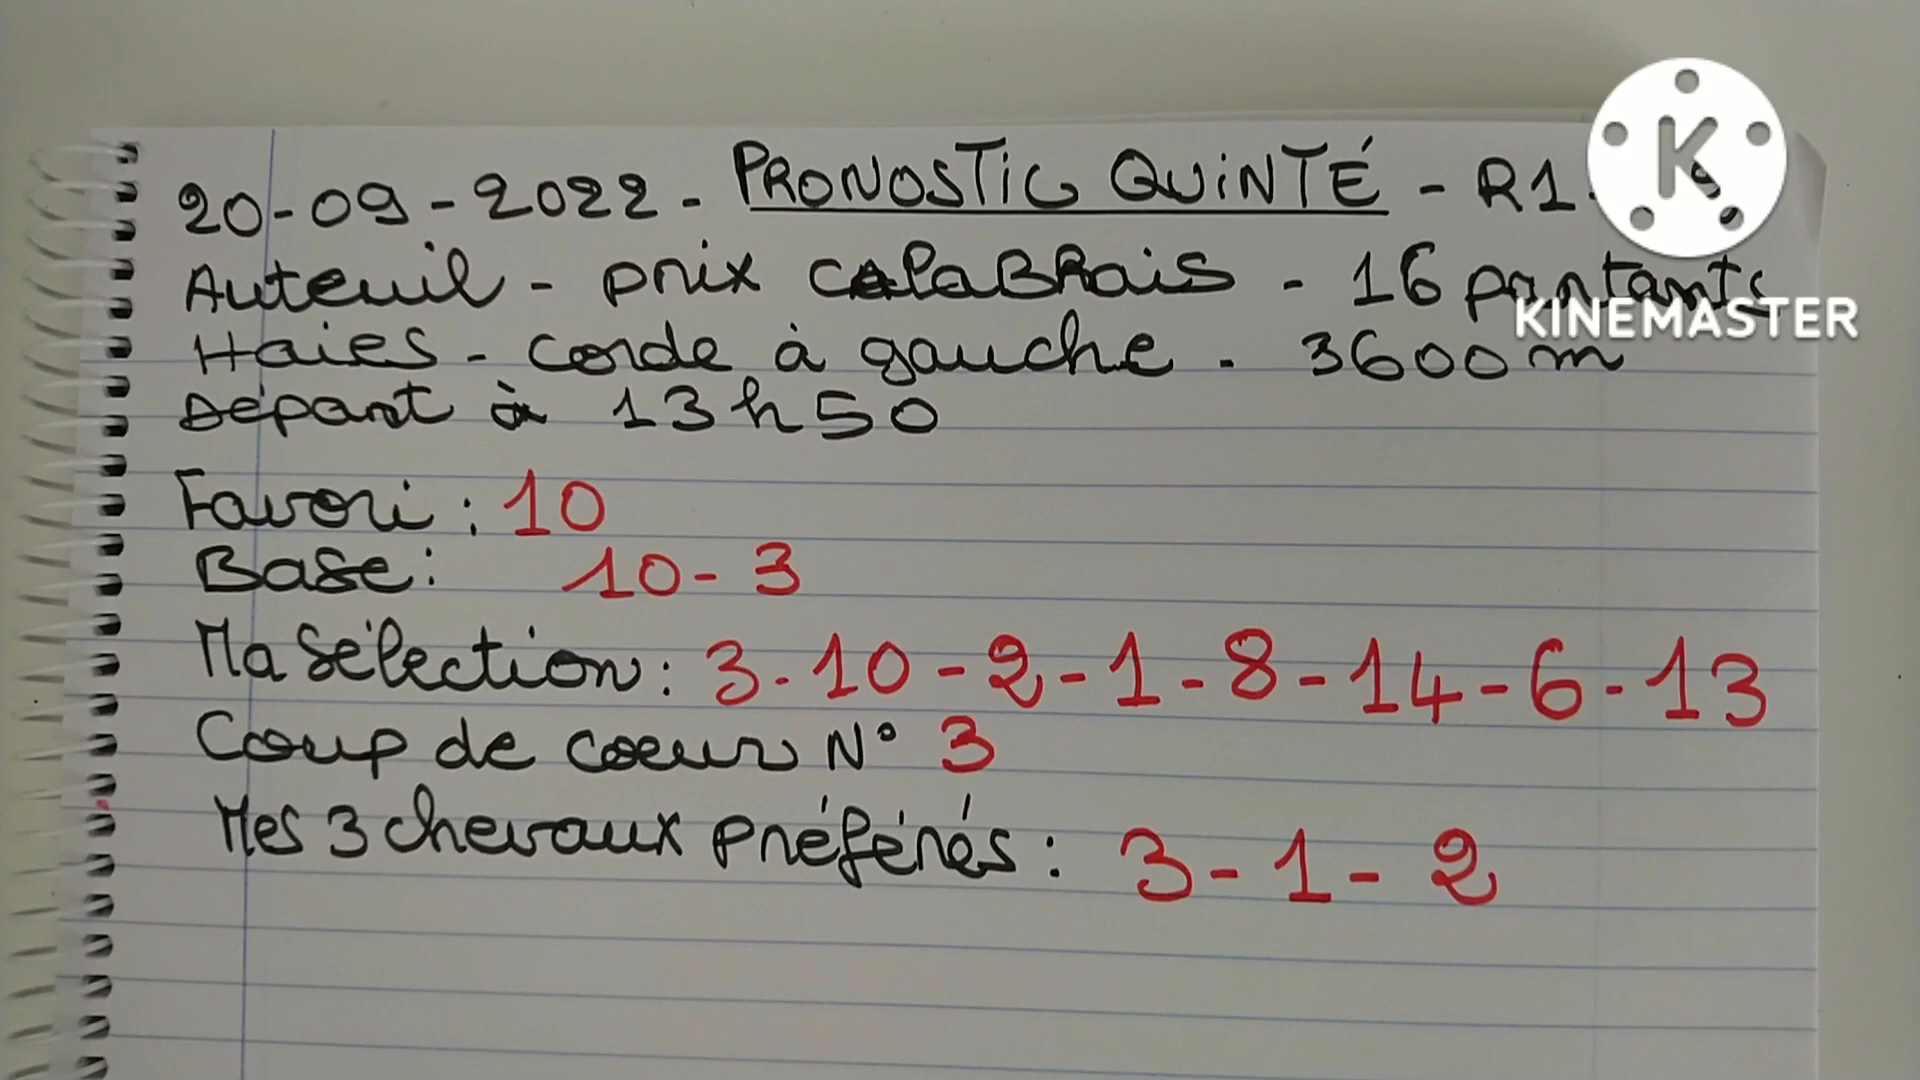 20-09-2022 - PRONOSTIC QUINTÉ - R1
Auteuil - prix CALABRAIS - 16 partants
Haies - corde à gauche - 3600m
Départ à 13h50
Favori : 10
Base : 10-3
Ma sélection : 3-10-2-1-8-14-6-13
Coup de coeur N° 3
Mes 3 chevaux préférés : 3-1-2
K
KINEMASTER